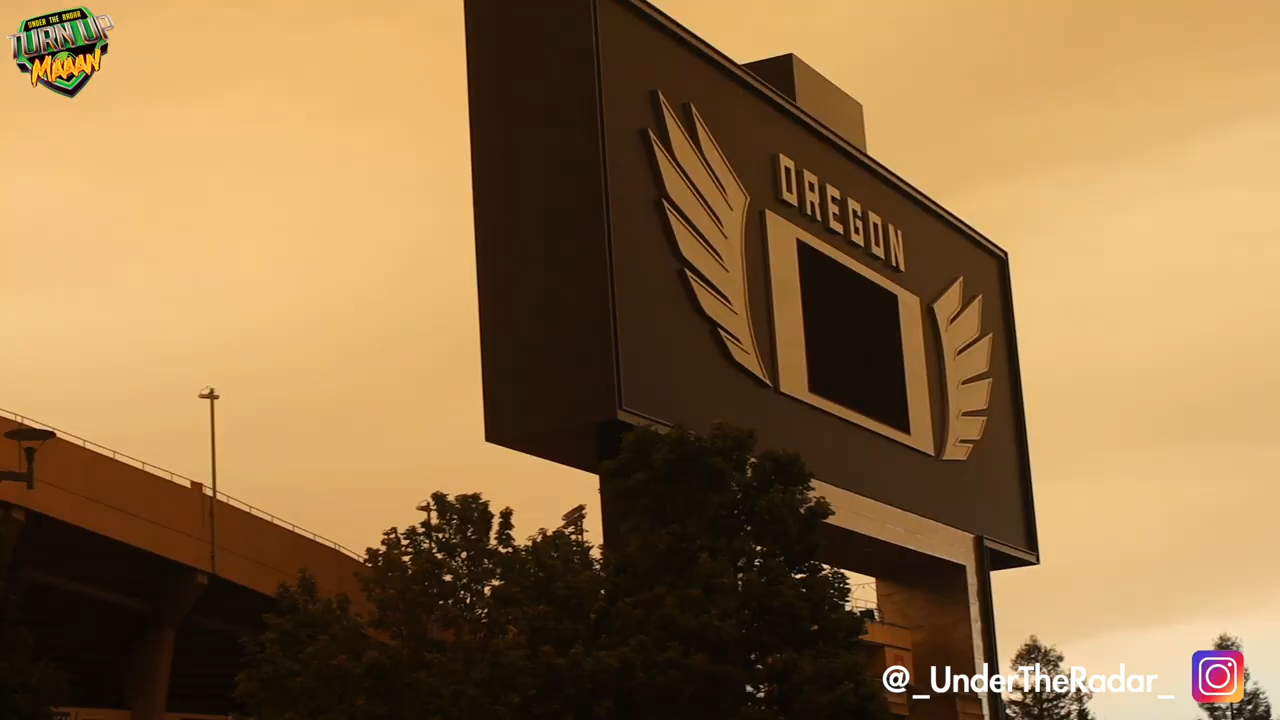 UNDER THE RADAR
TURN UP
MAAAN
OREGON
@_UnderTheRadar_